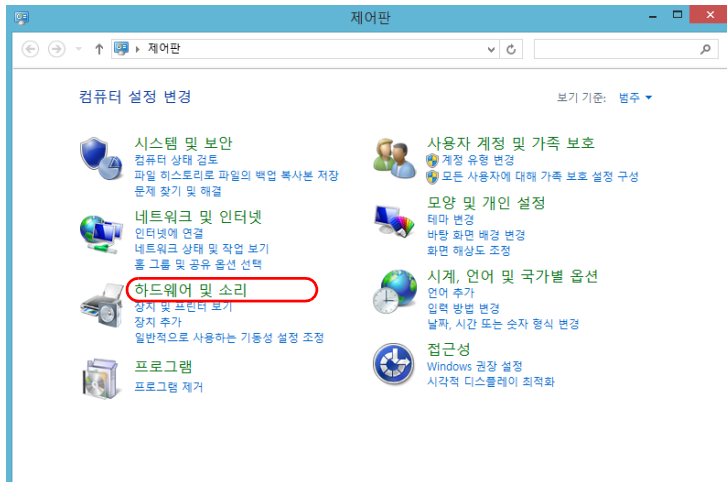 제어판
제어판
컴퓨터 설정 변경
보기 기준: 범주
시스템 및 보안
컴퓨터 상태 검토
파일 히스토리로 파일의 백업 복사본 저장
문제 찾기 및 해결
네트워크 및 인터넷
인터넷에 연결
네트워크 상태 및 작업 보기
홈 그룹 및 공유 옵션 선택
하드웨어 및 소리
장치 및 프린터 보기
장치 추가
일반적으로 사용하는 기동성 설정 조정
프로그램
프로그램 제거
사용자 계정 및 가족 보호
계정 유형 변경
모든 사용자에 대해 가족 보호 설정 구성
모양 및 개인 설정
테마 변경
바탕 화면 배경 변경
화면 해상도 조정
시계, 언어 및 국가별 옵션
언어 추가
입력 방법 변경
날짜, 시간 또는 숫자 형식 변경
접근성
Windows 권장 설정
시각적 디스플레이 최적화